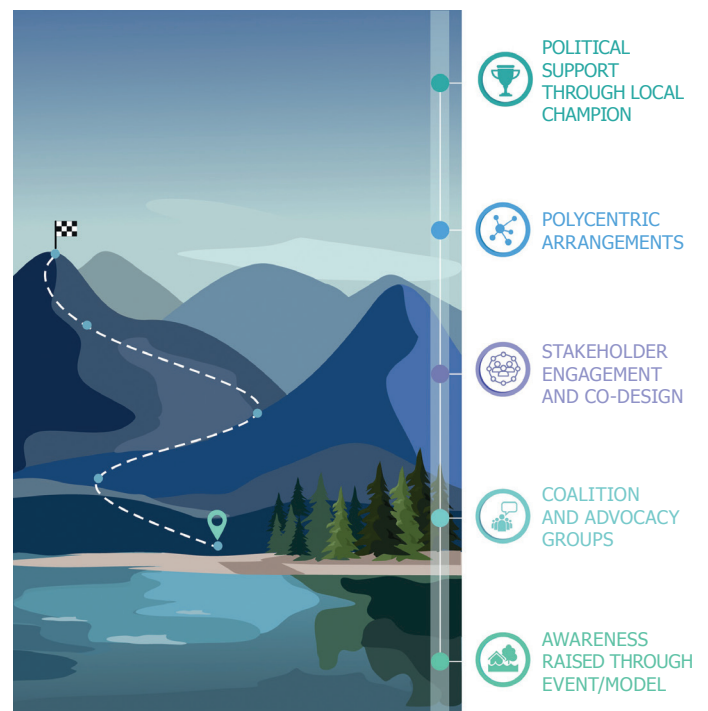 POLITICAL
SUPPORT
THROUGH LOCAL
CHAMPION
POLYCENTRIC
ARRANGEMENTS
STAKEHOLDER
ENGAGEMENT
AND CO-DESIGN
COALITION
AND ADVOCACY
GROUPS
AWARENESS
RAISED THROUGH
EVENT/MODEL